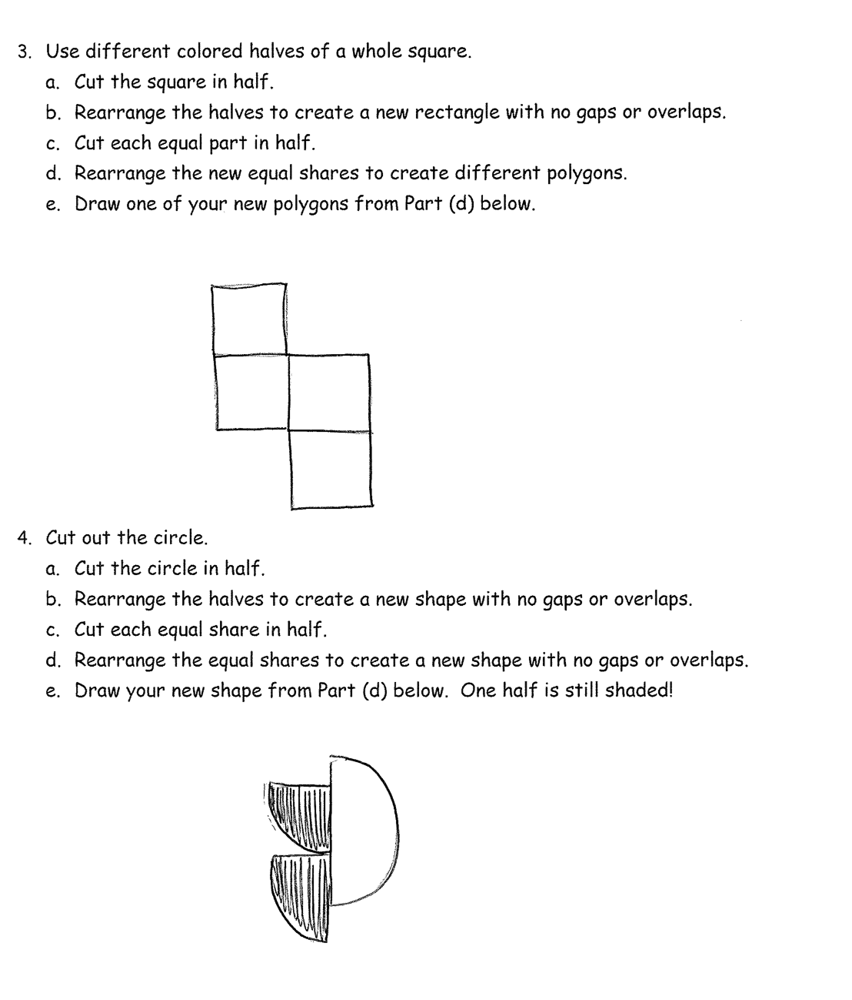 3. Use different colored halves of a whole square.
a. Cut the square in half.
b. Rearrange the halves to create a new rectangle with no gaps or overlaps.
c. Cut each equal part in half.
d. Rearrange the new equal shares to create different polygons.
e. Draw one of your new polygons from Part (d) below.
4. Cut out the circle.
a. Cut the circle in half.
b. Rearrange the halves to create a new shape with no gaps or overlaps.
c. Cut each equal share in half.
d. Rearrange the equal shares to create a new shape with no gaps or overlaps.
e. Draw your new shape from Part (d) below. One half is still shaded!